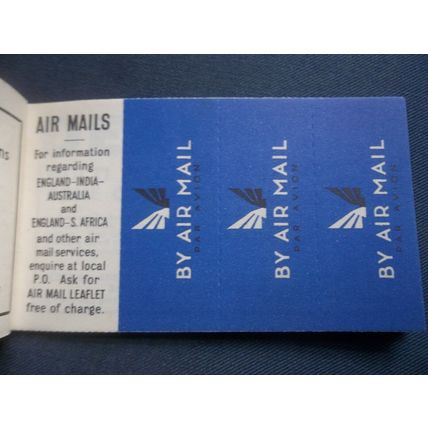 AIR MAILS
For information
regarding
ENGLAND–INDIA–
AUSTRALIA
and
ENGLAND–S. AFRICA
and other air
mail services,
enquire at local
P.O. Ask for
AIR MAIL LEAFLET
free of charge.
BY AIR MAIL
PAR AVION
BY AIR MAIL
PAR AVION
BY AIR MAIL
PAR AVION